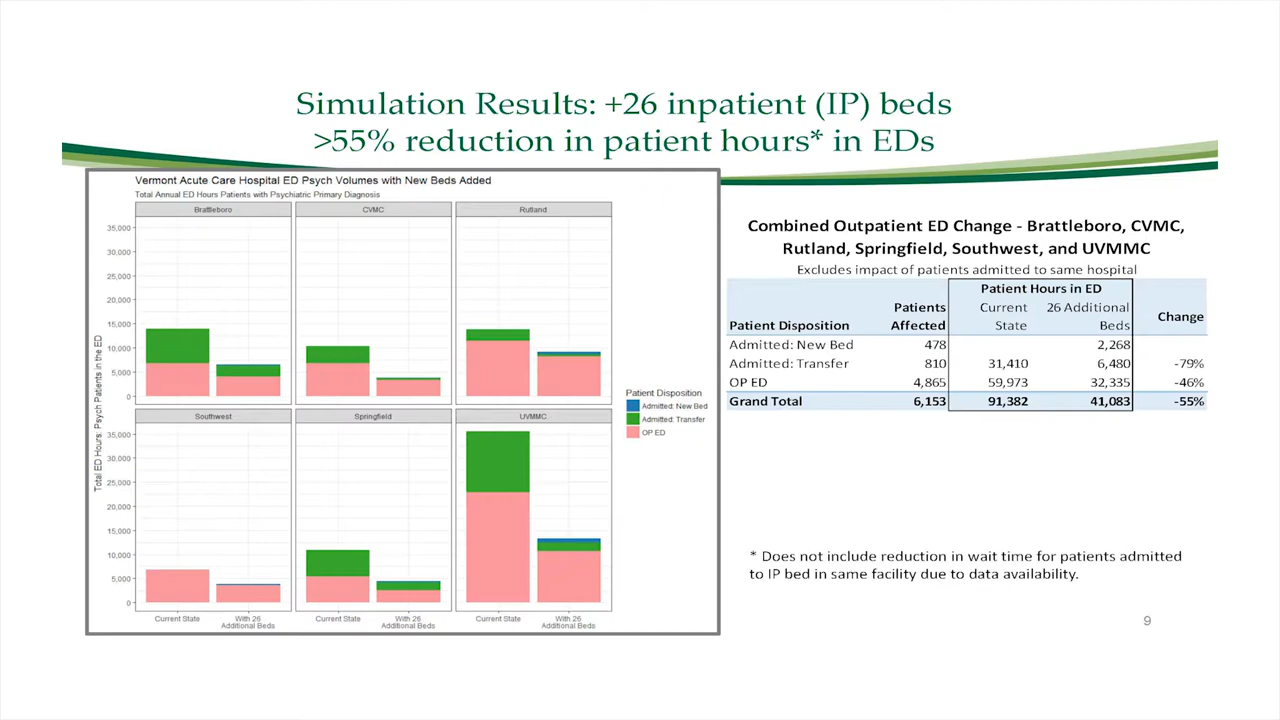 Simulation Results: +26 inpatient (IP) beds
>55% reduction in patient hours* in EDs
Vermont Acute Care Hospital ED Psych Volumes with New Beds Added
Total Annual ED Hours Patients with Psychiatric Primary Diagnosis
Total ED Hours: Psych Patients in the ED
Brattleboro CVMC Rutland
35,000
30,000
25,000
20,000
15,000
10,000
5,000
0
Southwest Springfield UVMMC
35,000
30,000
25,000
20,000
15,000
10,000
5,000
0
Current State With 26 Current State With 26 Current State With 26
Additional Beds Additional Beds Additional Beds
Patient Disposition
Admitted: New Bed
Admitted: Transfer
OP ED
Combined Outpatient ED Change - Brattleboro, CVMC,
Rutland, Springfield, Southwest, and UVMMC
Excludes impact of patients admitted to same hospital
Patient Hours in ED
Patients Current 26 Additional
Change
Patient Disposition Affected State Beds
Admitted: New Bed 478 2,268
Admitted: Transfer 810 31,410 6,480 -79%
OP ED 4,865 59,973 32,335 -46%
Grand Total 6,153 91,382 41,083 -55%
* Does not include reduction in wait time for patients admitted
to IP bed in same facility due to data availability.
9